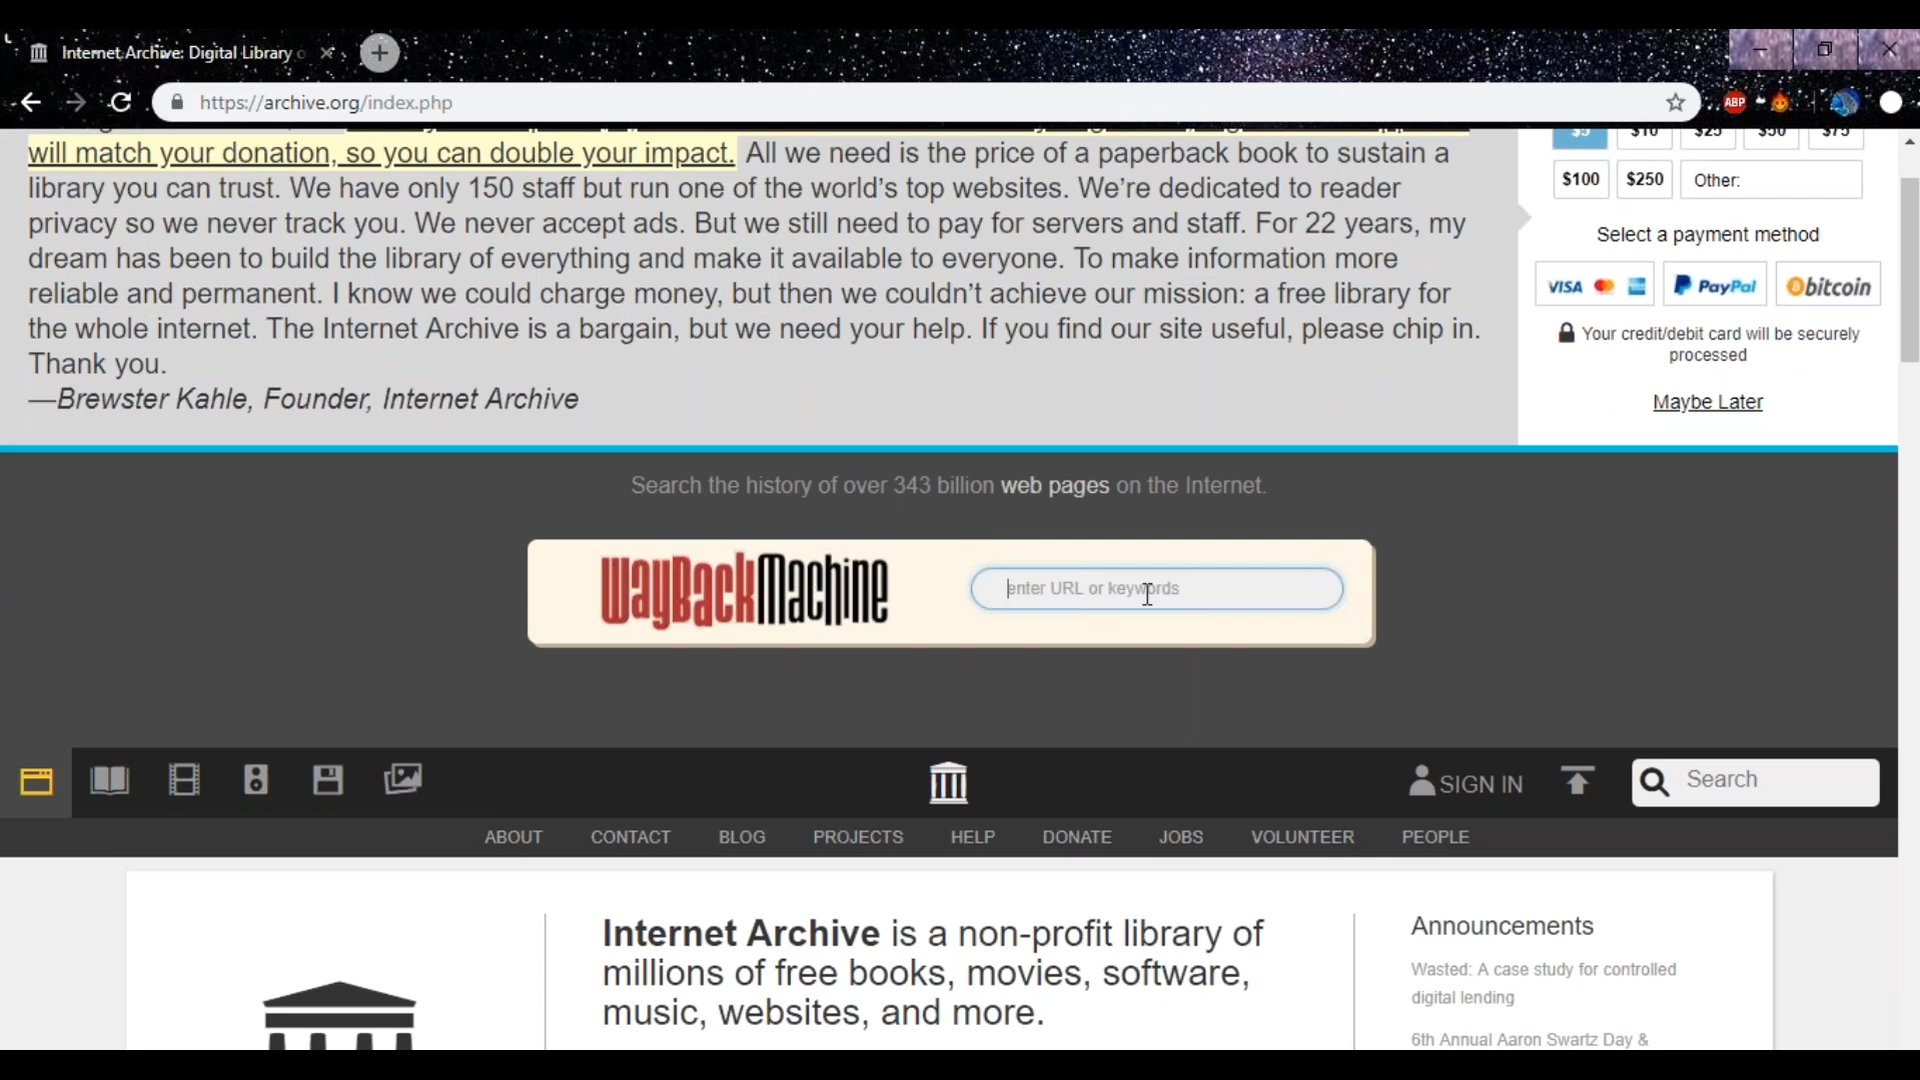 Internet Archive: Digital Library o
https://archive.org/index.php
ABP
will match your donation, so you can double your impact. All we need is the price of a paperback book to sustain a
library you can trust. We have only 150 staff but run one of the world's top websites. We're dedicated to reader
privacy so we never track you. We never accept ads. But we still need to pay for servers and staff. For 22 years, my
dream has been to build the library of everything and make it available to everyone. To make information more
reliable and permanent. I know we could charge money, but then we couldn't achieve our mission: a free library for
the whole internet. The Internet Archive is a bargain, but we need your help. If you find our site useful, please chip in.
Thank you.
—Brewster Kahle, Founder, Internet Archive
$5 $10 $25 $50 $75
$100 $250 Other:
Select a payment method
VISA PayPal bitcoin
Your credit/debit card will be securely
processed
Maybe Later
Search the history of over 343 billion web pages on the Internet.
WayBackMachine
enter URL or keywords
SIGN IN
Search
ABOUT CONTACT BLOG PROJECTS HELP DONATE JOBS VOLUNTEER PEOPLE
Internet Archive is a non-profit library of
millions of free books, movies, software,
music, websites, and more.
Announcements
Wasted: A case study for controlled
digital lending
6th Annual Aaron Swartz Day &